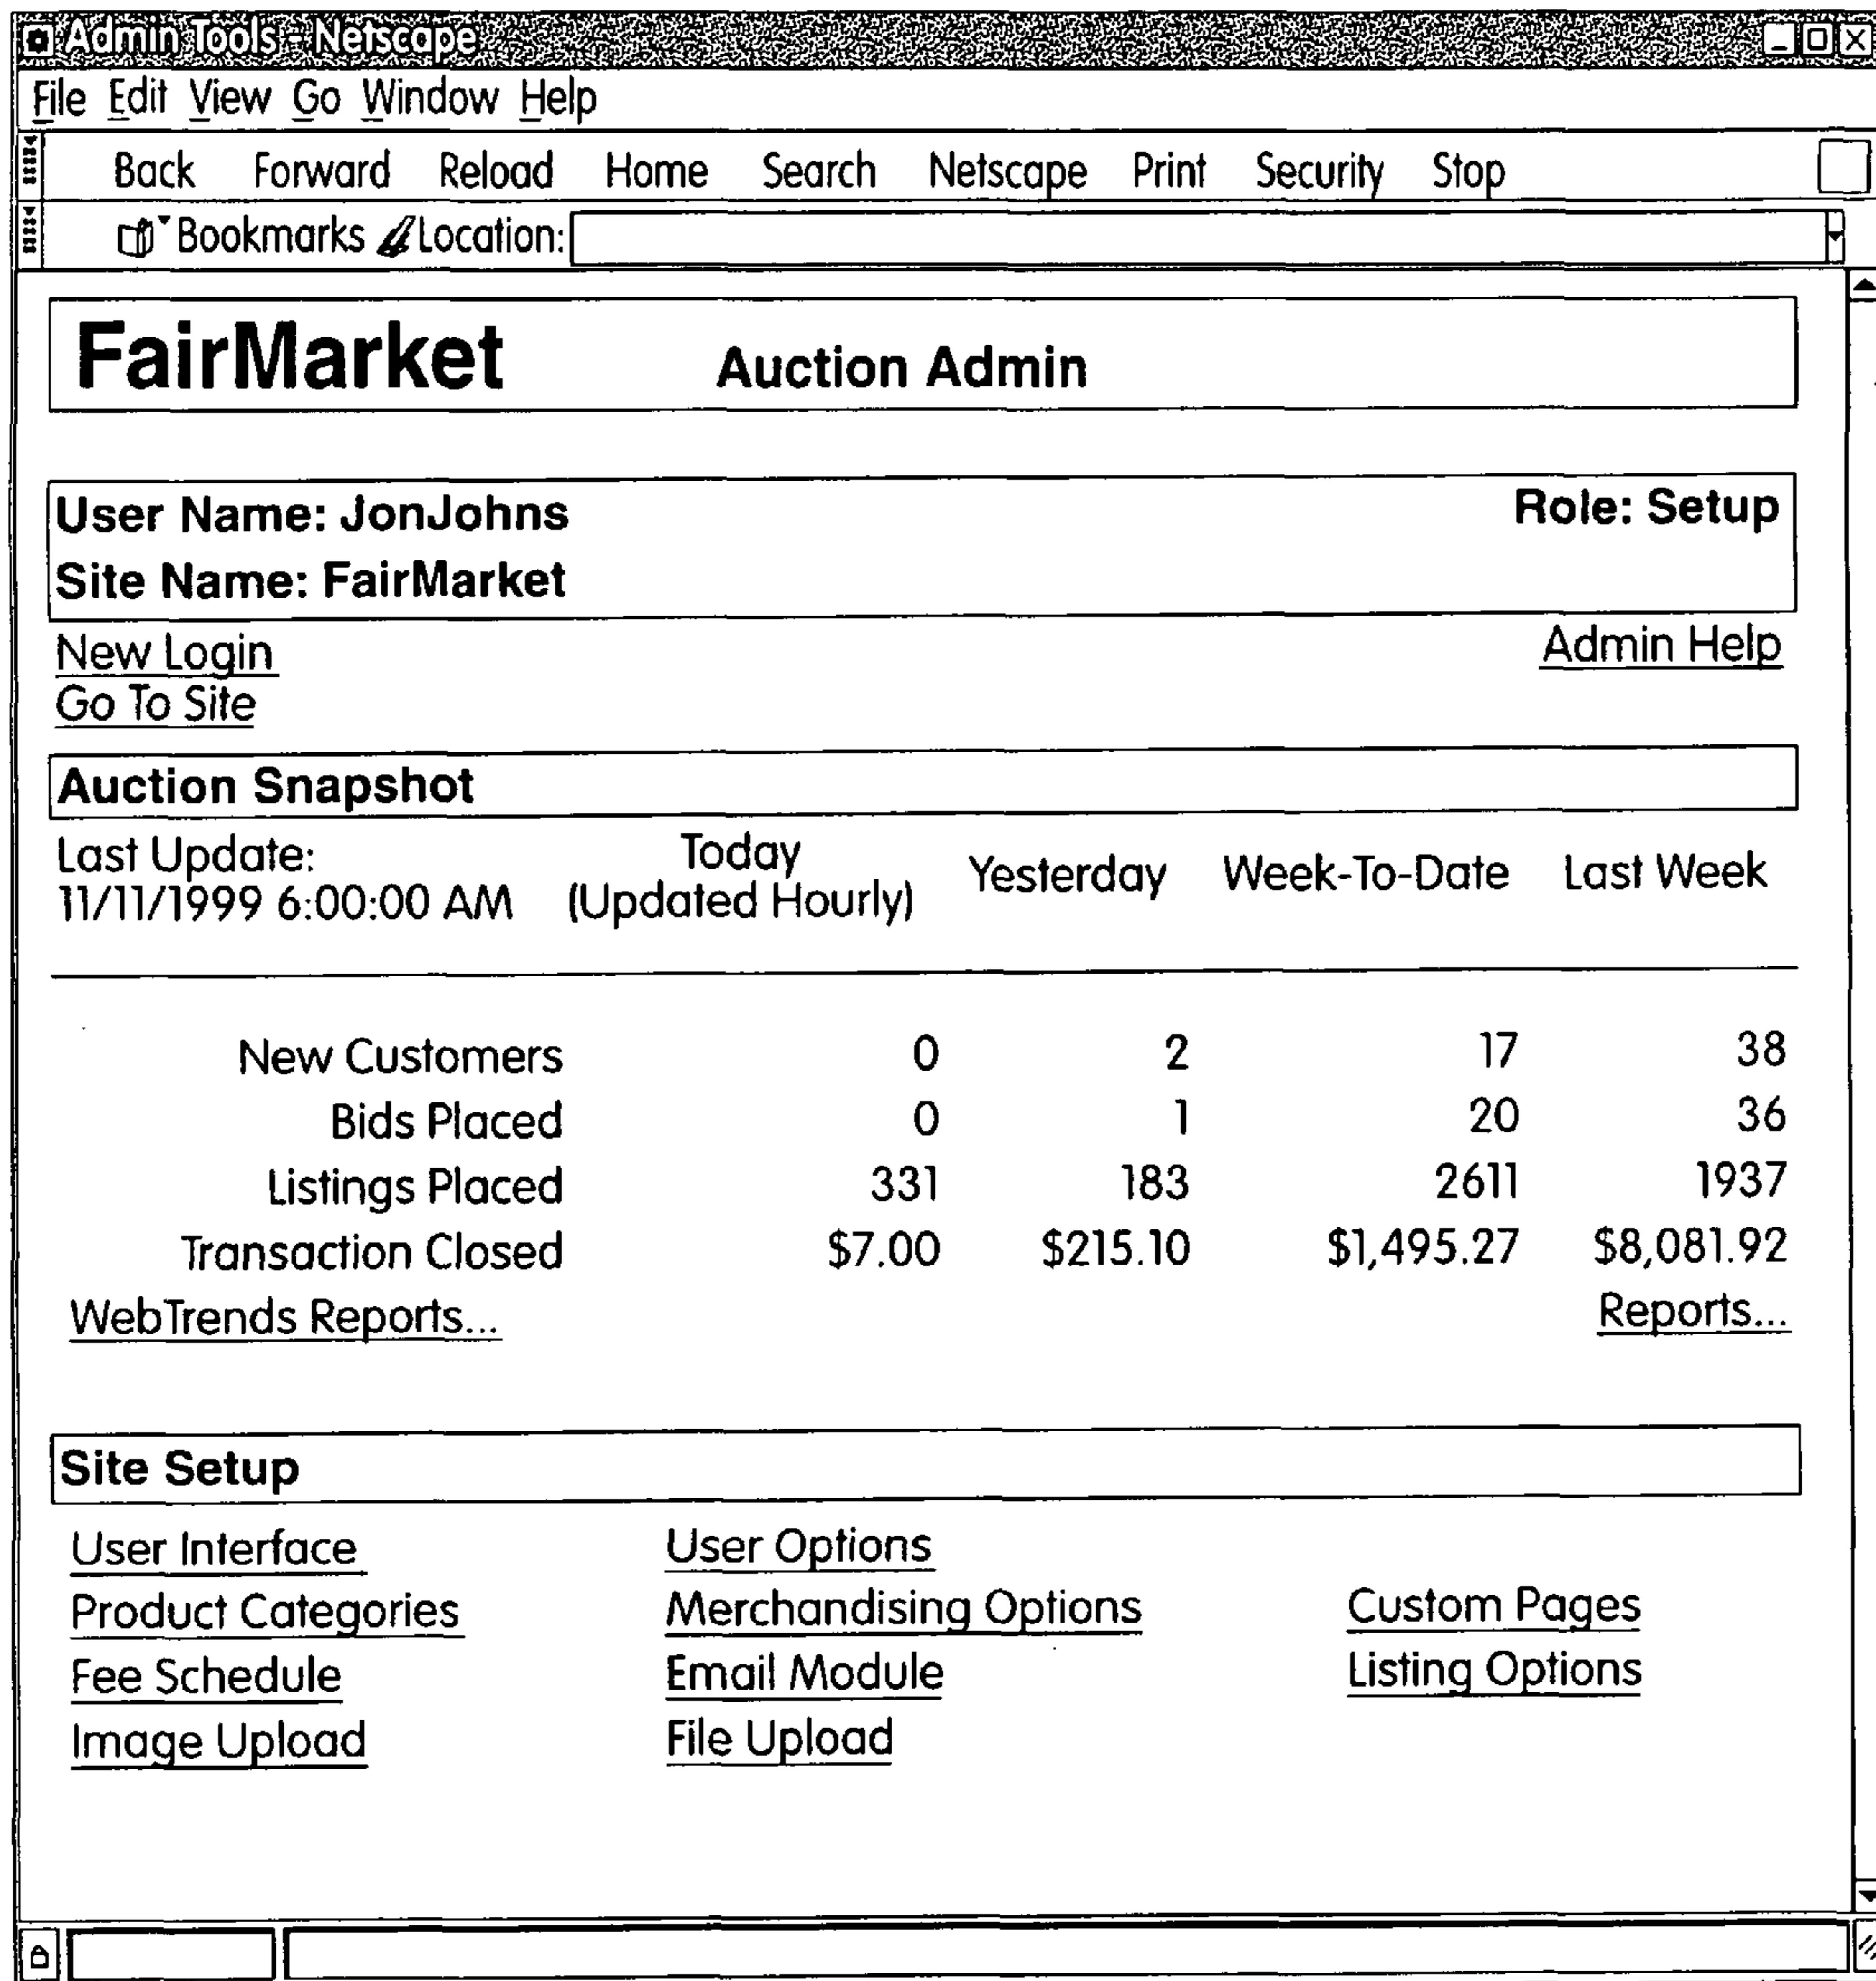 Admin Tools - Netscape
File Edit View Go Window Help
Back Forward Reload Home Search Netscape Print Security Stop
Bookmarks Location:
FairMarket Auction Admin
User Name: JonJohns Role: Setup
Site Name: FairMarket
New Login Admin Help
Go To Site
Auction Snapshot
Last Update: Today Yesterday Week-To-Date Last Week
11/11/1999 6:00:00 AM (Updated Hourly)
New Customers 0 2 17 38
Bids Placed 0 1 20 36
Listings Placed 331 183 2611 1937
Transaction Closed $7.00 $215.10 $1,495.27 $8,081.92
WebTrends Reports... Reports...
Site Setup
User Interface User Options
Product Categories Merchandising Options Custom Pages
Fee Schedule Email Module Listing Options
Image Upload File Upload